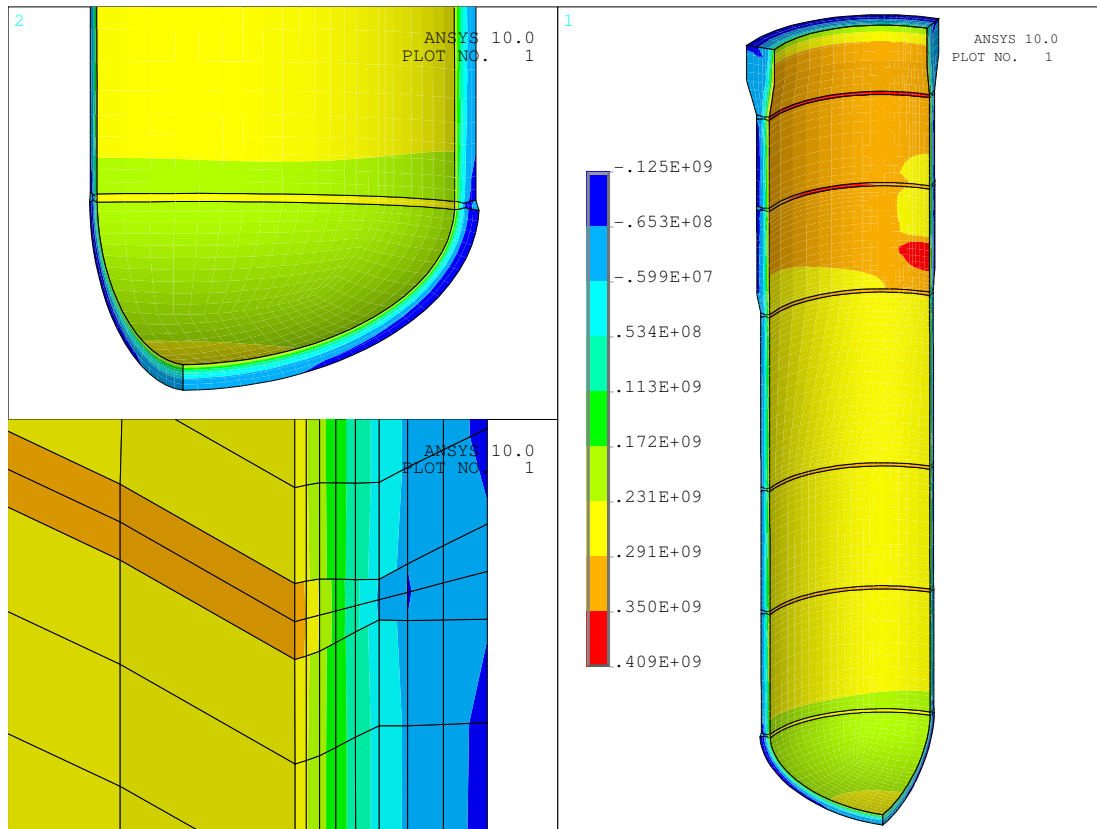 2
ANSYS 10.0
PLOT NO. 1
ANSYS 10.0
PLOT NO. 1
1
ANSYS 10.0
PLOT NO. 1
-.125E+09
-.653E+08
-.599E+07
.534E+08
.113E+09
.172E+09
.231E+09
.291E+09
.350E+09
.409E+09